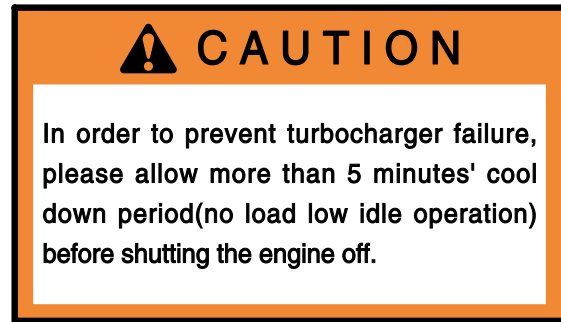 CAUTION
In order to prevent turbocharger failure,
please allow more than 5 minutes' cool
down period(no load low idle operation)
before shutting the engine off.